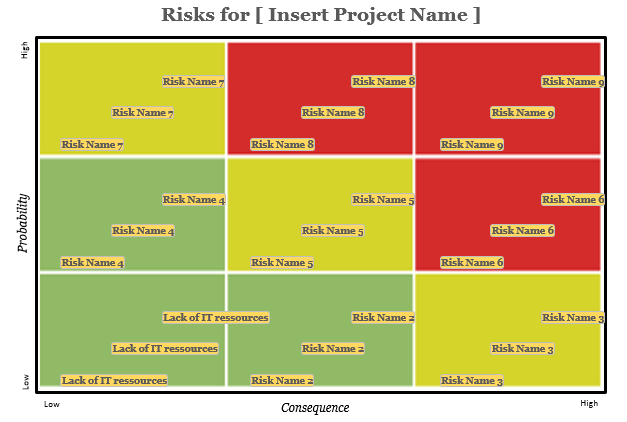 Risks for [ Insert Project Name ]
High
Risk Name 7
Risk Name 8
Risk Name 9
Risk Name 7
Risk Name 8
Risk Name 9
Risk Name 7
Risk Name 8
Risk Name 9
Probability
Risk Name 4
Risk Name 5
Risk Name 6
Risk Name 4
Risk Name 5
Risk Name 6
Risk Name 4
Risk Name 5
Risk Name 6
Lack of IT ressources
Risk Name 2
Risk Name 3
Lack of IT ressources
Risk Name 2
Risk Name 3
Lack of IT ressources
Risk Name 2
Risk Name 3
Low
Low
Consequence
High